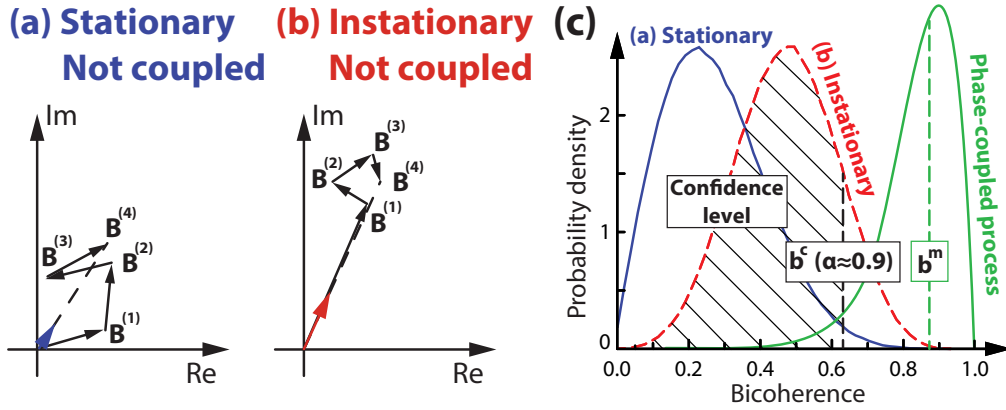 (a) Stationary
Not coupled
Im
B(3)
B(4)
B(2)
B(1)
Re
(b) Instationary
Not coupled
Im
B(3)
B(2)
B(4)
B(1)
Re
(c)
(a) Stationary
(b) Instationary
Phase-coupled process
Confidence
level
bc (α≈0.9)
bm
Probability density
2
1
0
0.0 0.2 0.4 0.6 0.8 1.0
Bicoherence